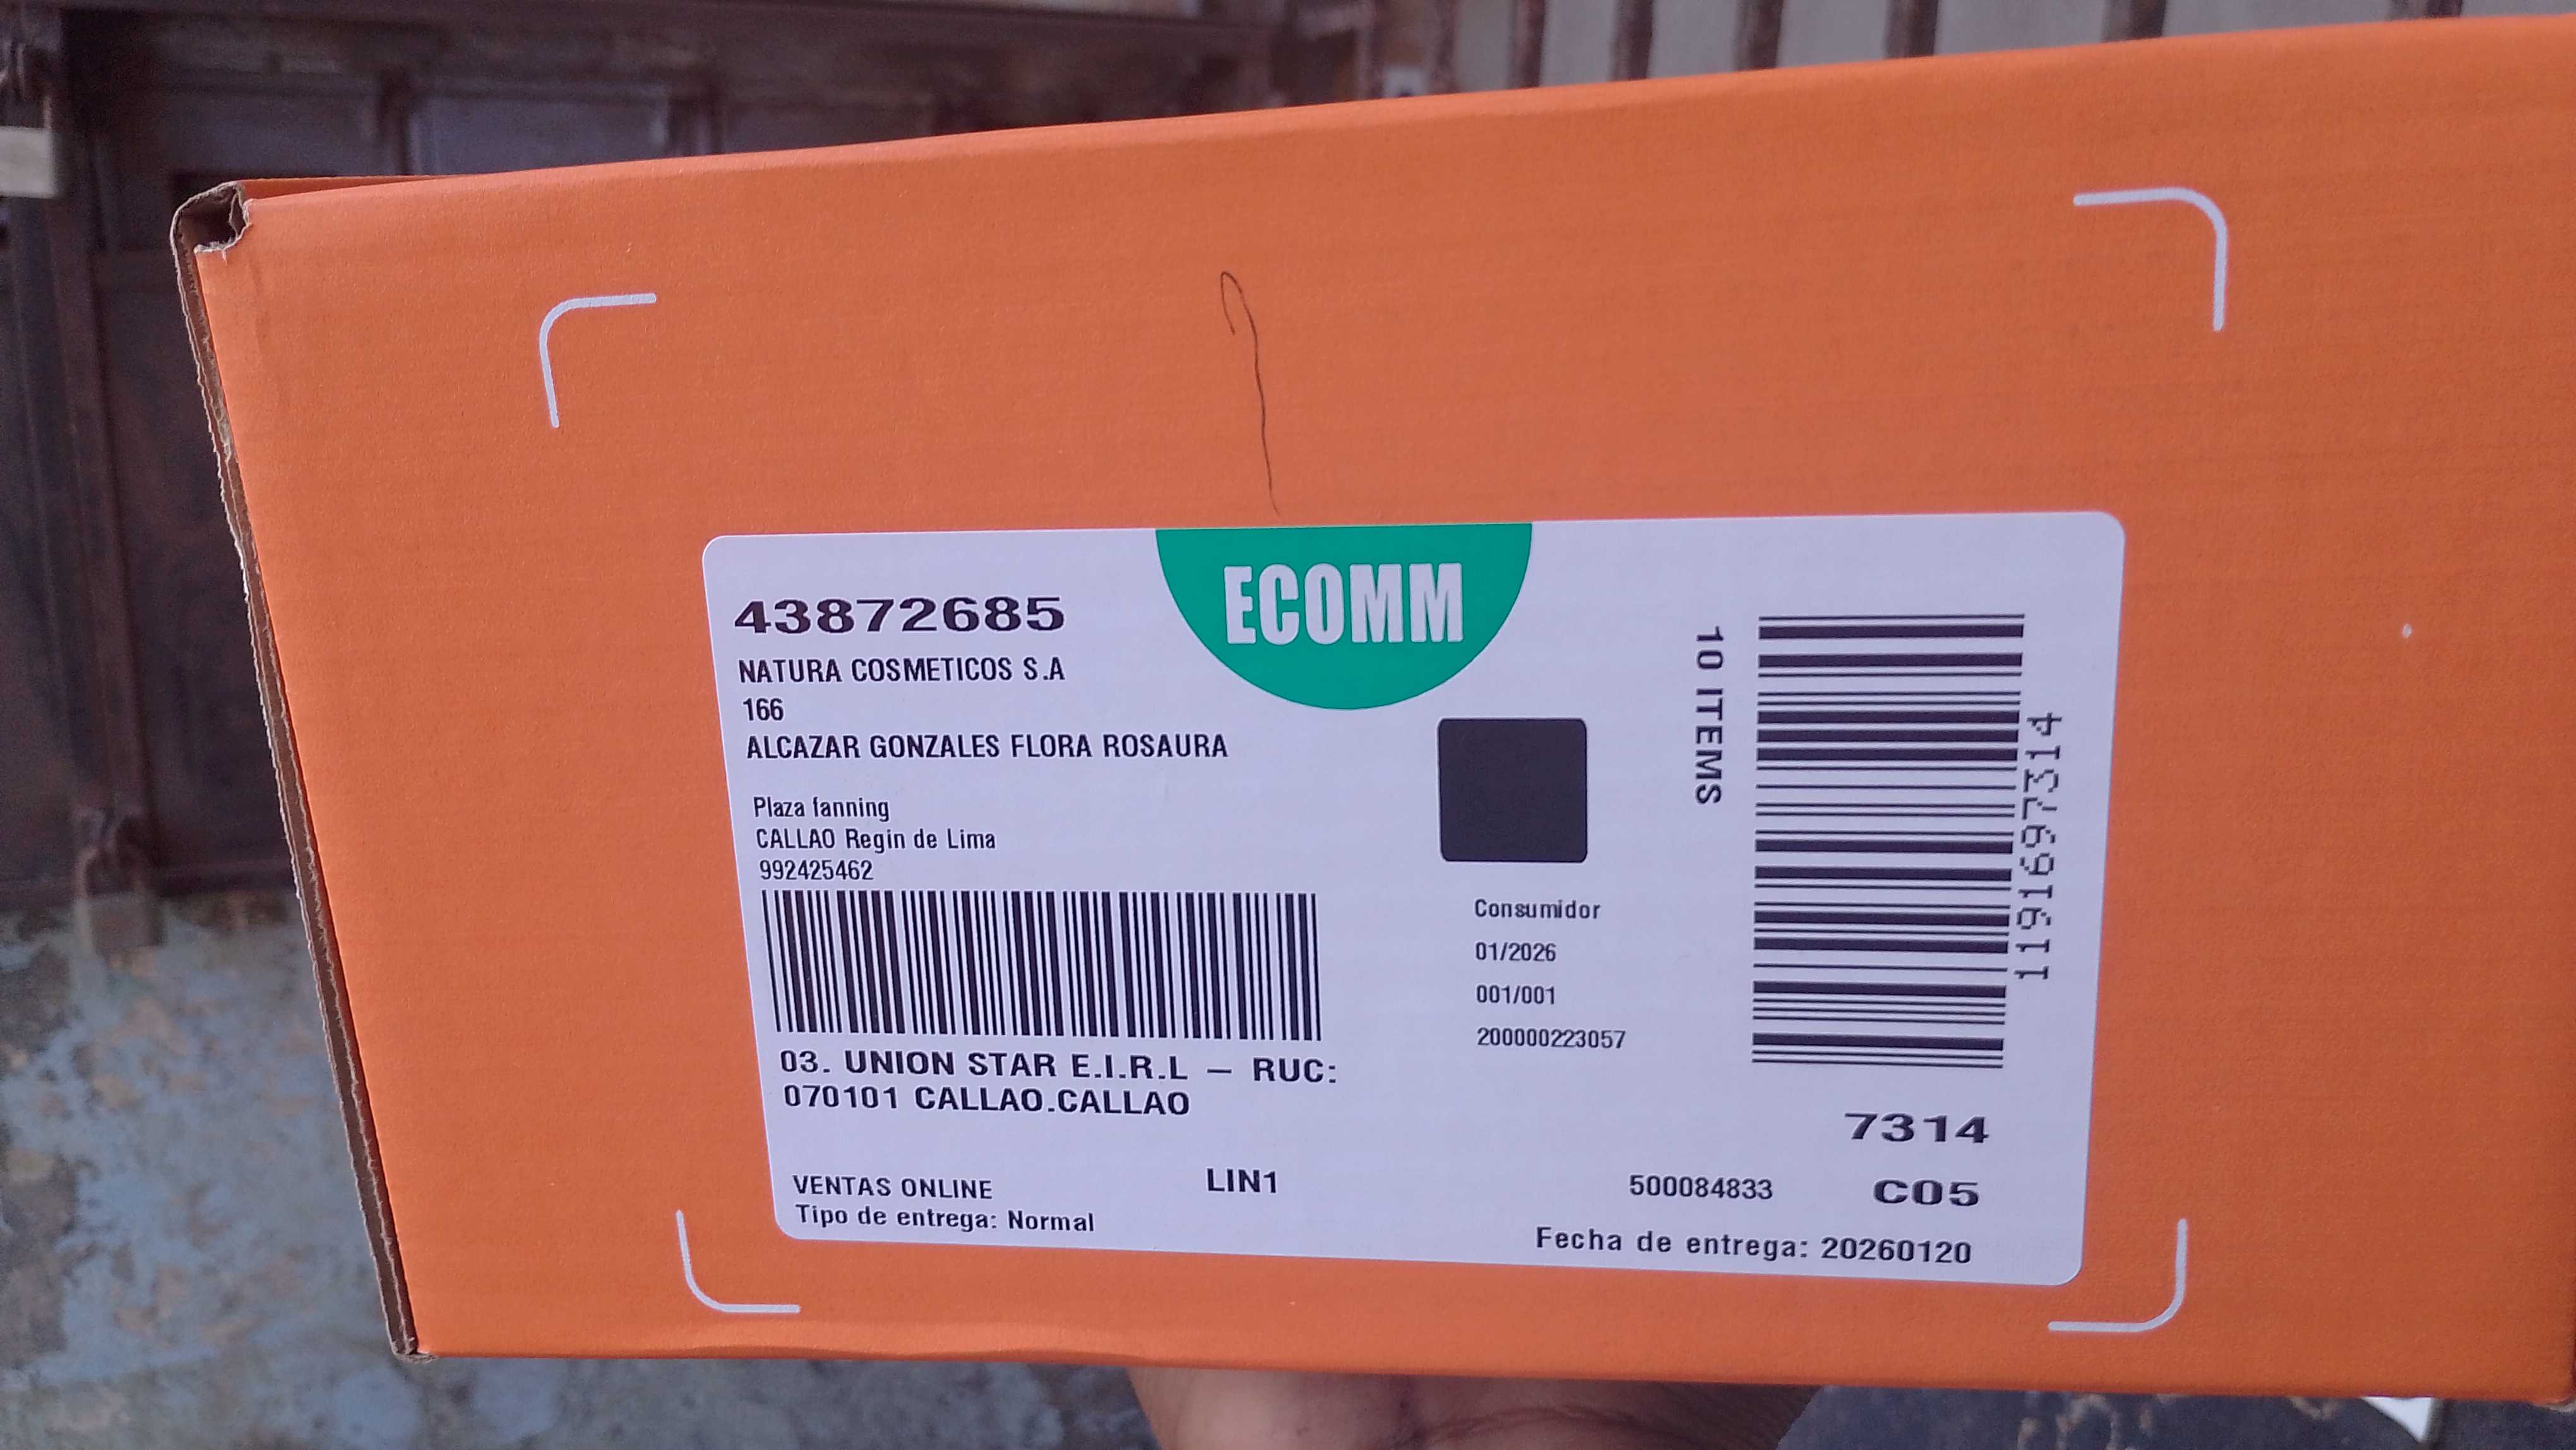 ECOMM
43872685
NATURA COSMETICOS S.A
166
ALCAZAR GONZALES FLORA ROSAURA
Plaza fanning
CALLAO Regin de Lima
992425462
03. UNION STAR E.I.R.L – RUC:
070101 CALLAO.CALLAO
VENTAS ONLINE
Tipo de entrega: Normal
LIN1
Consumidor
01/2026
001/001
200000223057
10 ITEMS
1191697314
7314
500084833 C05
Fecha de entrega: 20260120